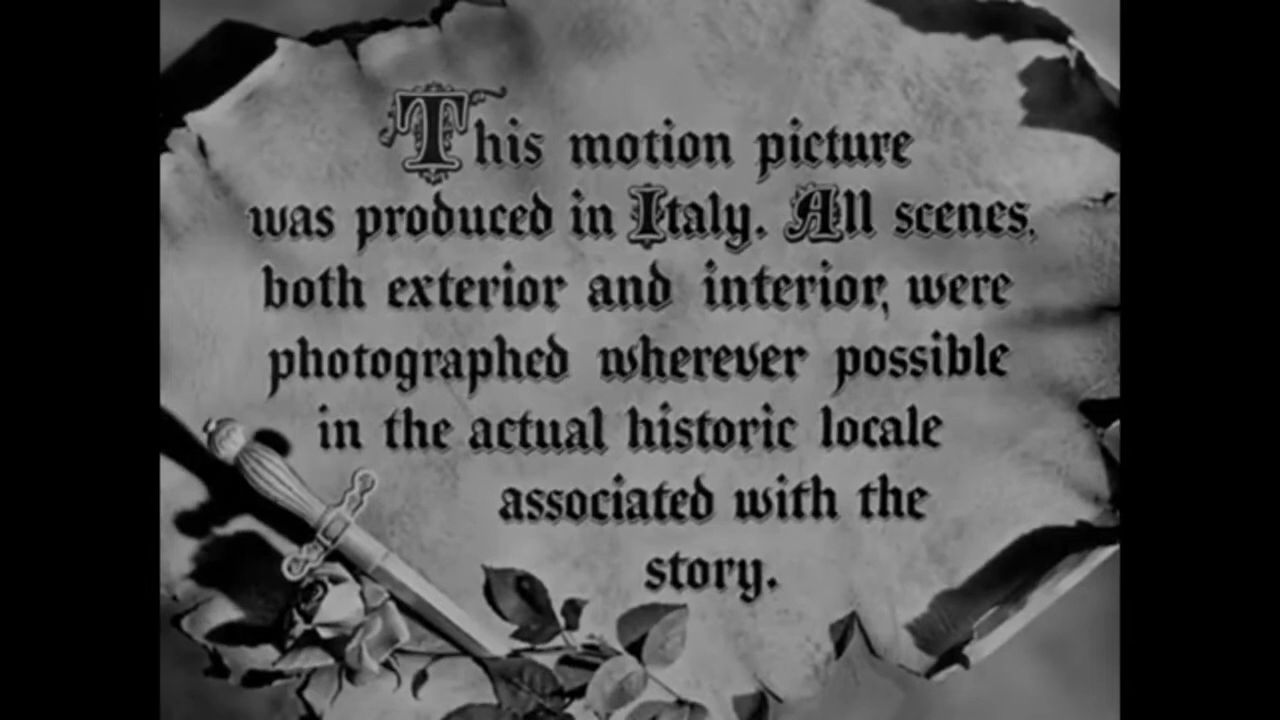 This motion picture
was produced in Italy. All scenes,
both exterior and interior, were
photographed wherever possible
in the actual historic locale
associated with the
story.